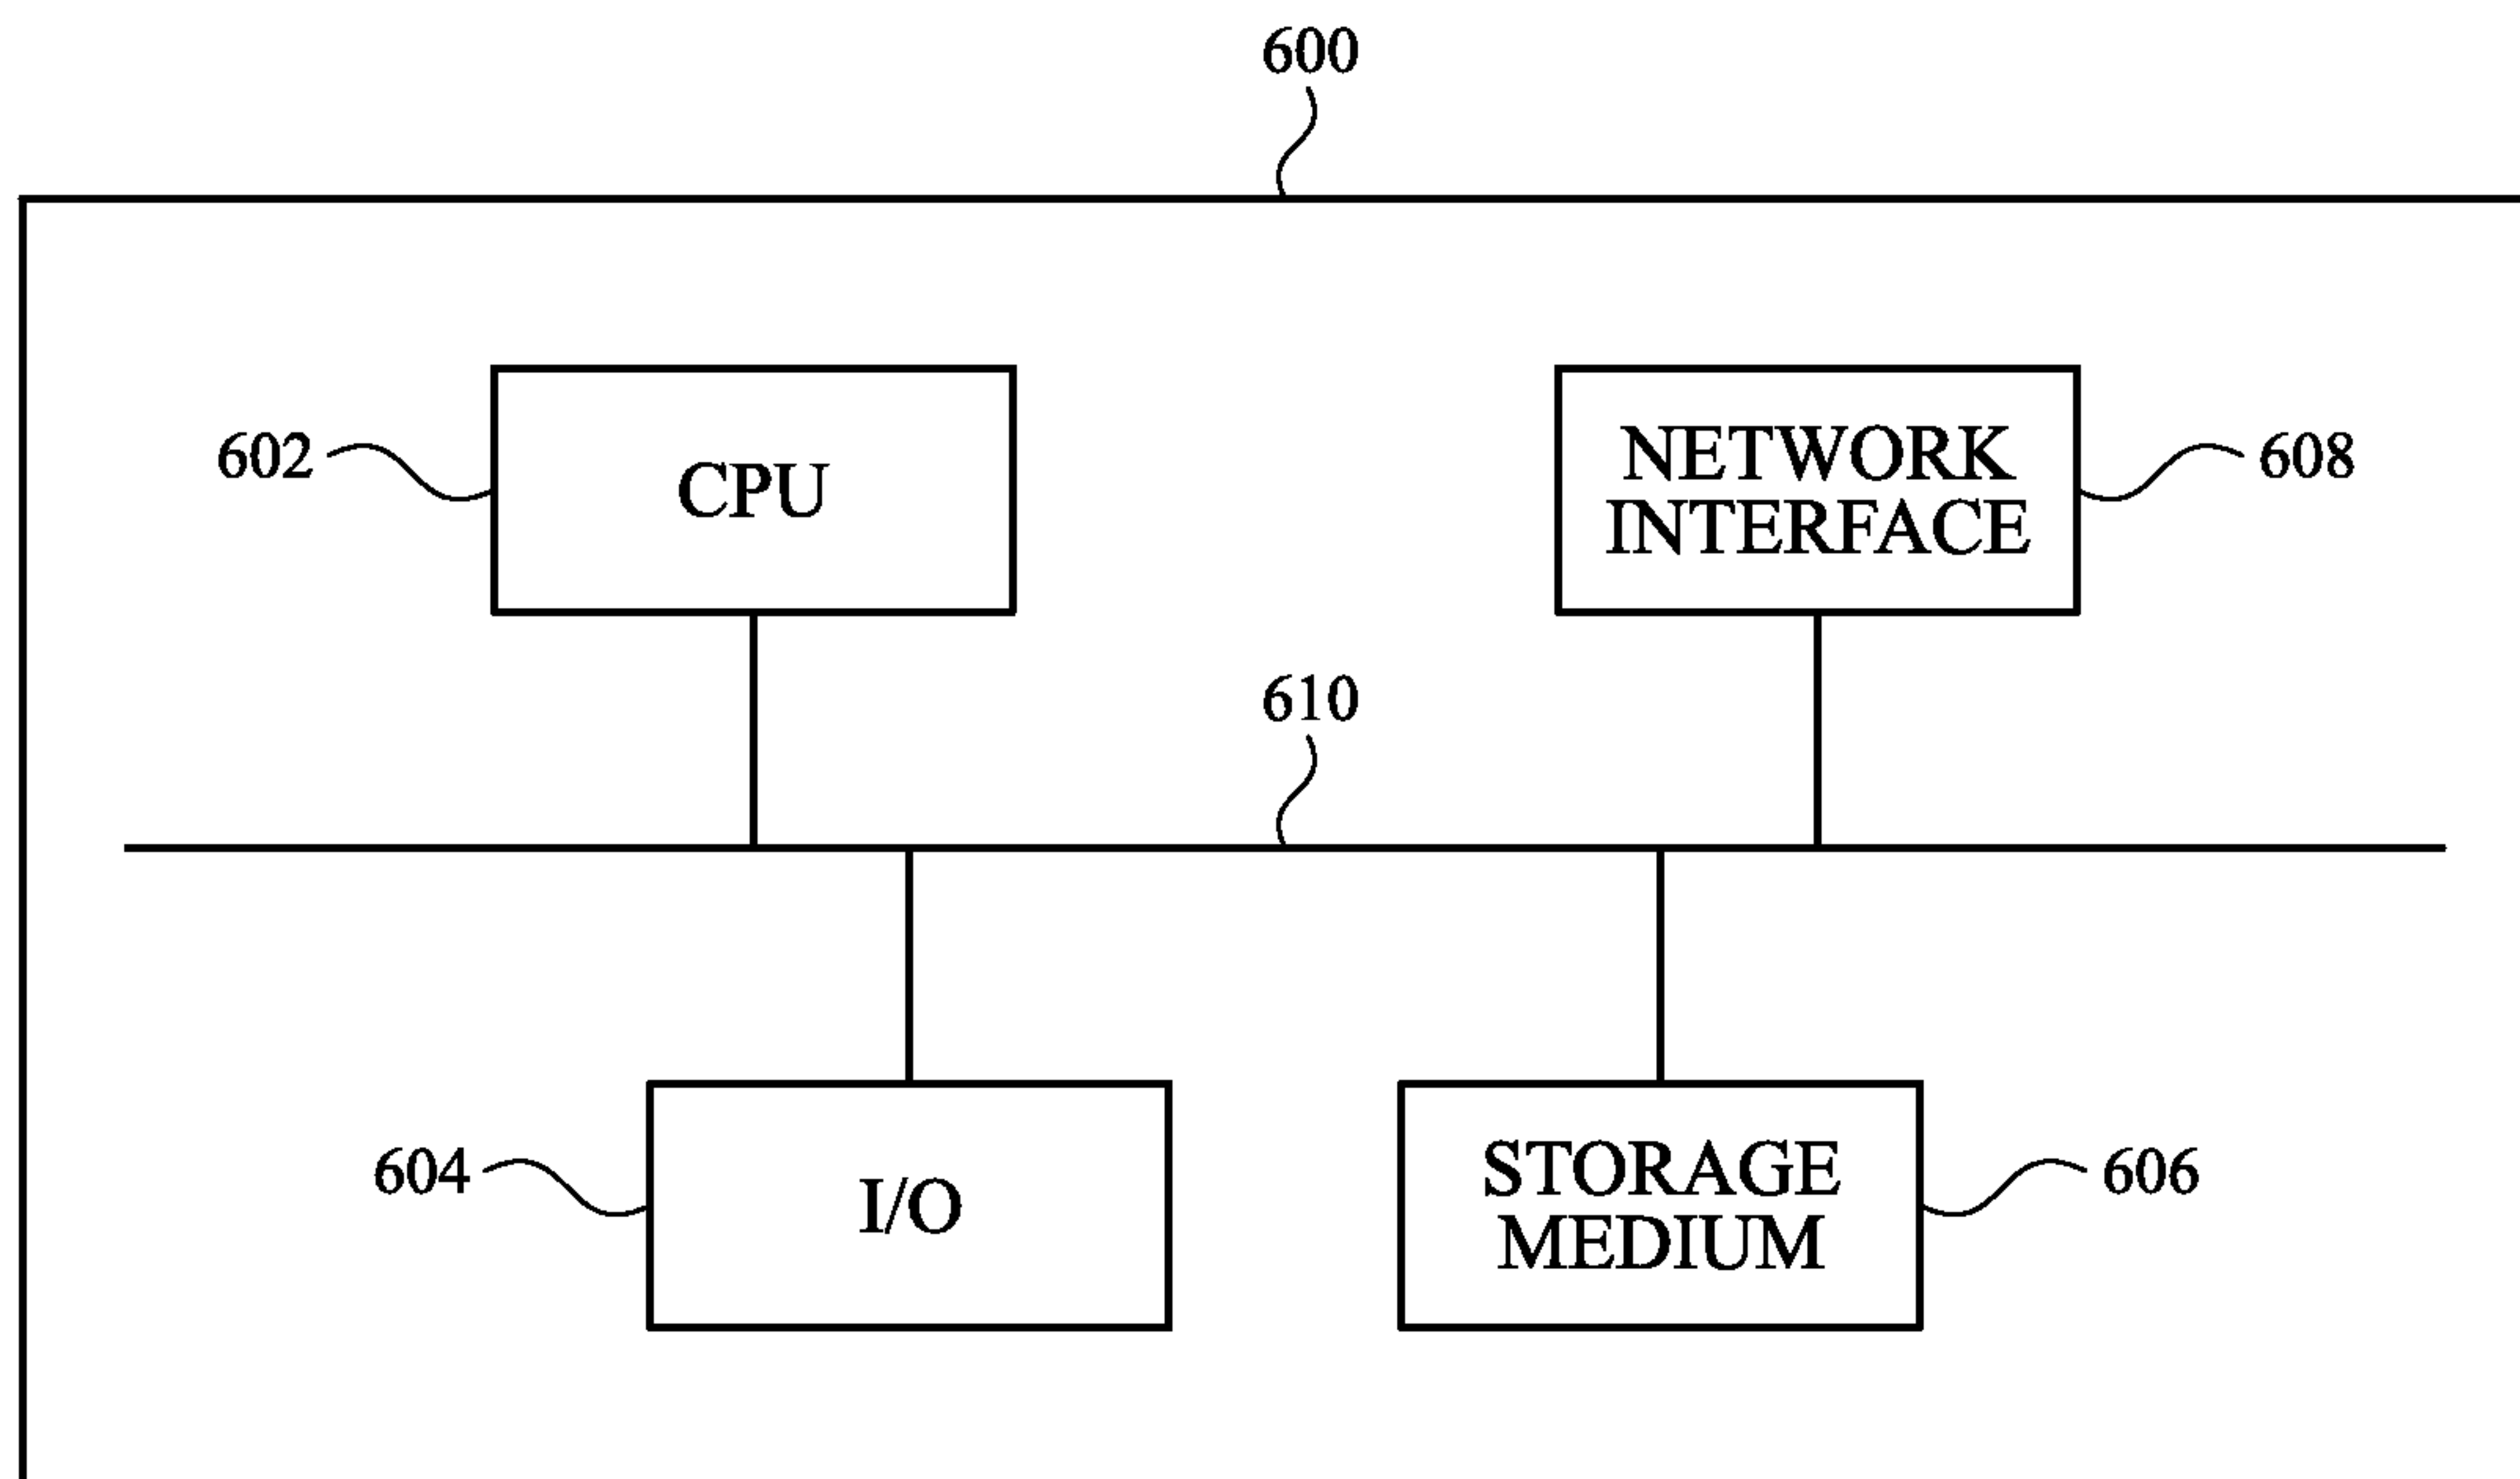 600
602
CPU
NETWORK
INTERFACE
608
610
604
I/O
STORAGE
MEDIUM
606